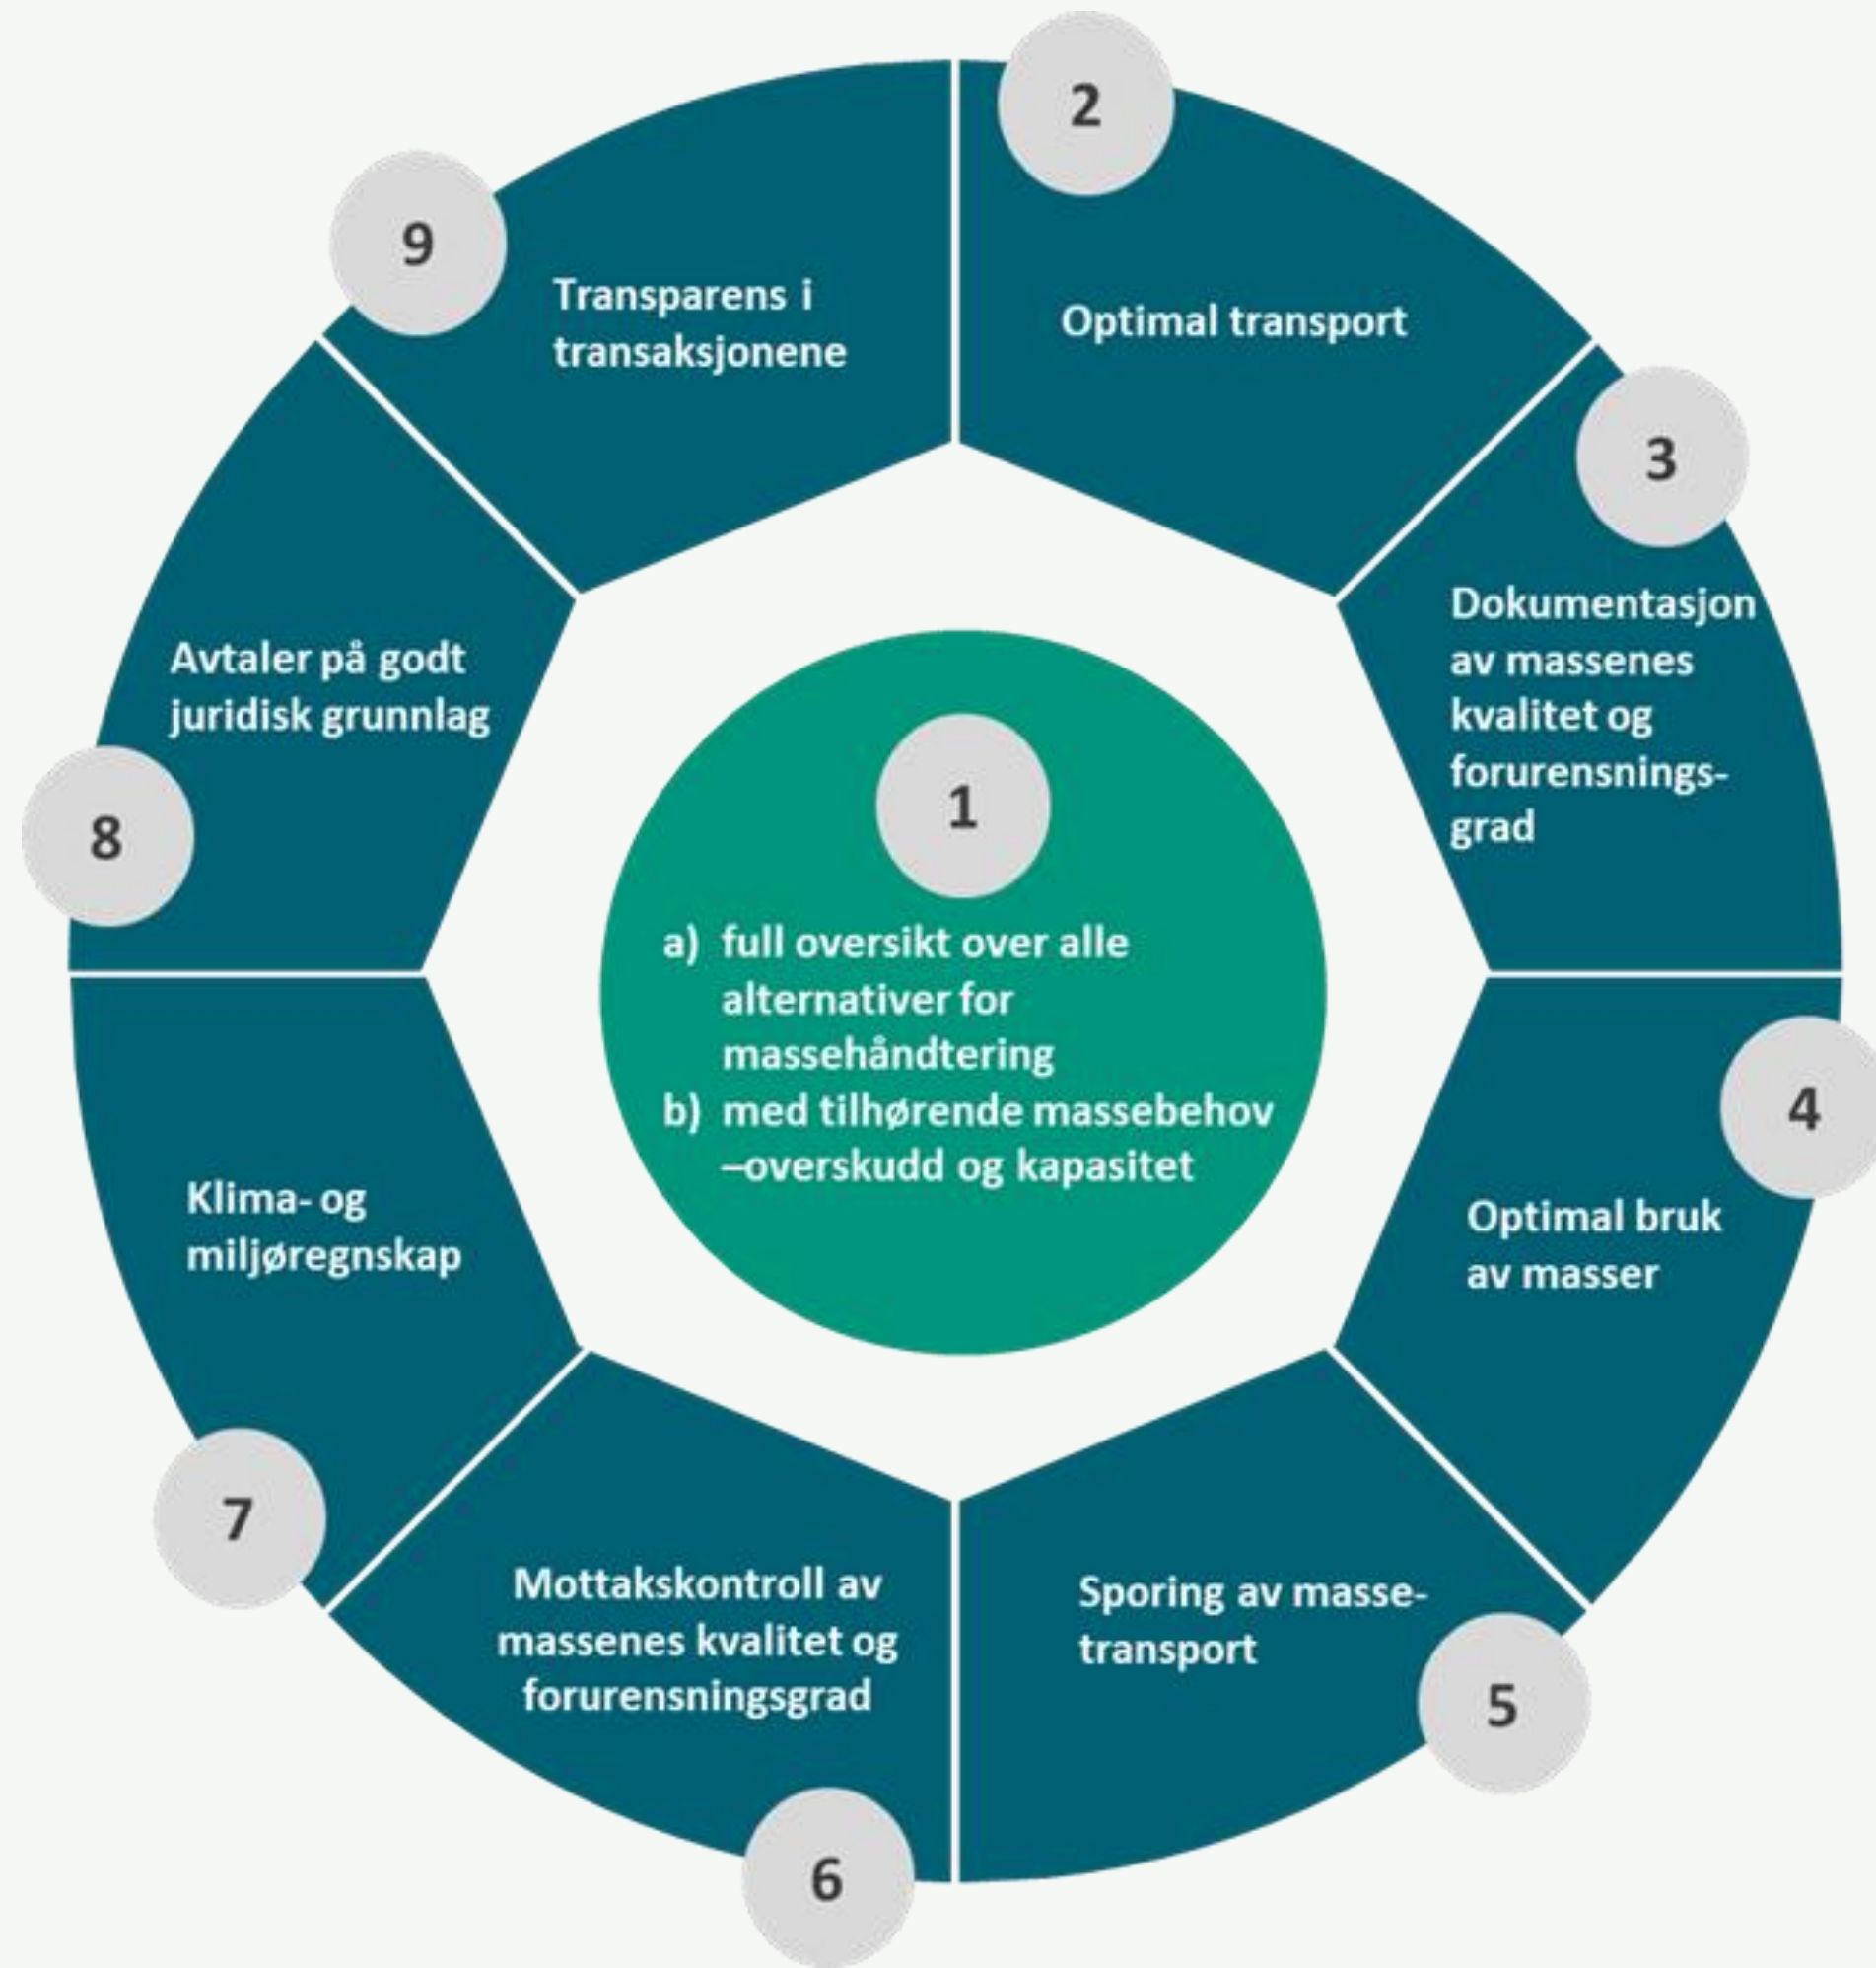 1
a) full oversikt over alle
alternativer for
massehåndtering
b) med tilhørende massebehov
–overskudd og kapasitet
2
Optimal transport
3
Dokumentasjon
av massenes
kvalitet og
forurensnings-
grad
4
Optimal bruk
av masser
5
Sporing av masse-
transport
6
Mottakskontroll av
massenes kvalitet og
forurensningsgrad
7
Klima- og
miljøregnskap
8
Avtaler på godt
juridisk grunnlag
9
Transparens i
transaksjonene